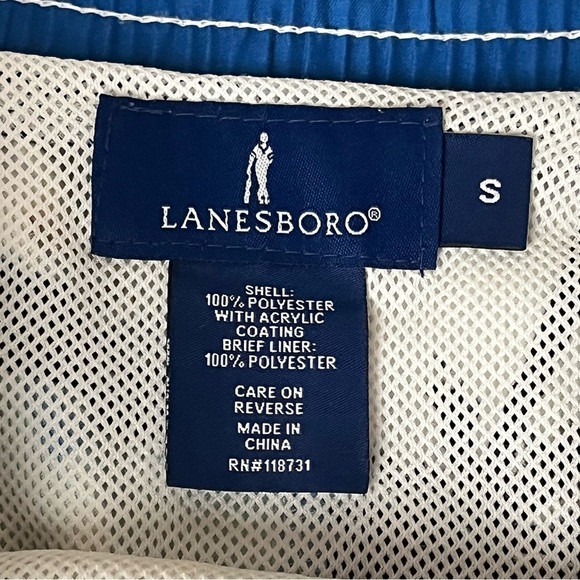 LANESBORO®
S
SHELL:
100% POLYESTER
WITH ACRYLIC
COATING
BRIEF LINER:
100% POLYESTER
CARE ON
REVERSE
MADE IN
CHINA
RN#118731